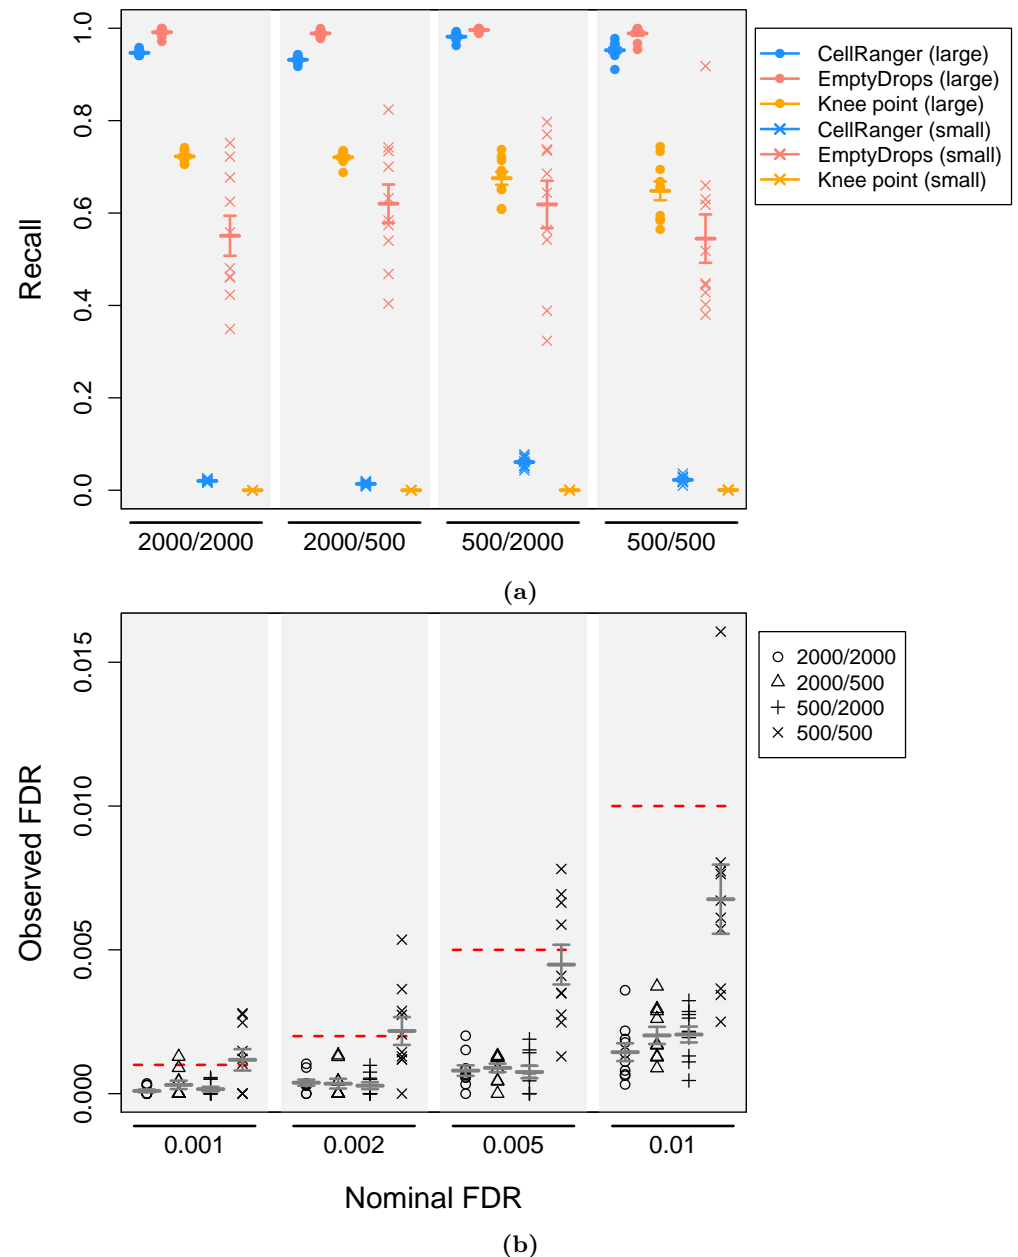 Recall
1.0
0.8
0.6
0.4
0.2
0.0
2000/2000 2000/500 500/2000 500/500
CellRanger (large)
EmptyDrops (large)
Knee point (large)
CellRanger (small)
EmptyDrops (small)
Knee point (small)
(a)
Observed FDR
0.015
0.010
0.005
0.000
0.001 0.002 0.005 0.01
Nominal FDR
2000/2000
2000/500
500/2000
500/500
(b)